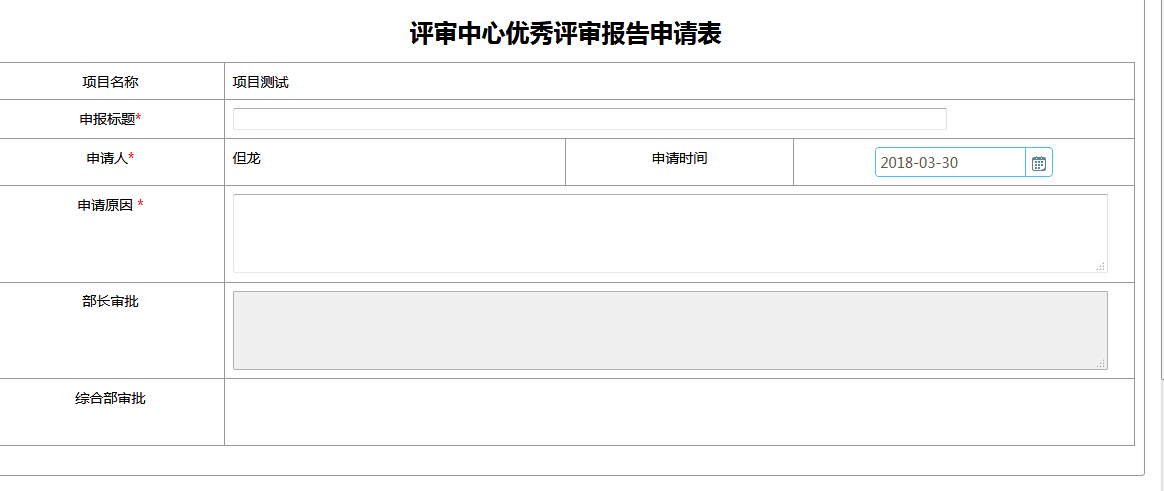 评审中心优秀评审报告申请表
项目名称 项目测试
申报标题*
申请人* 但龙 申请时间 2018-03-30
申请原因 *
部长审批
综合部审批